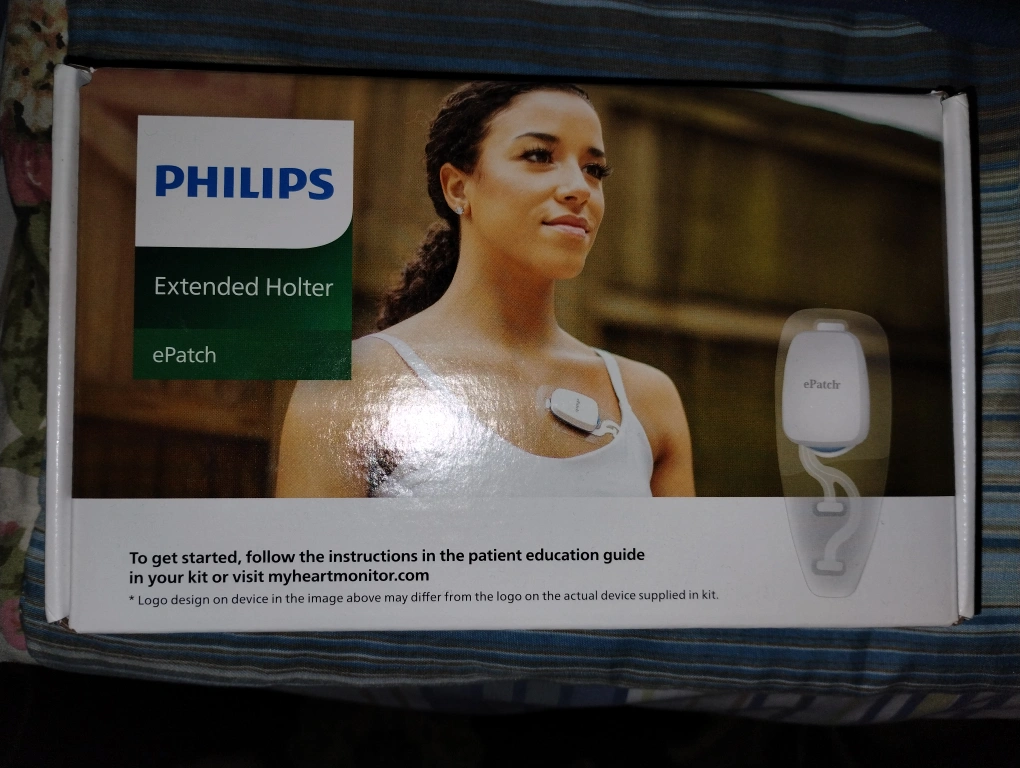 PHILIPS
Extended Holter
ePatch
ePatch
To get started, follow the instructions in the patient education guide
in your kit or visit myheartmonitor.com
* Logo design on device in the image above may differ from the logo on the actual device supplied in kit.